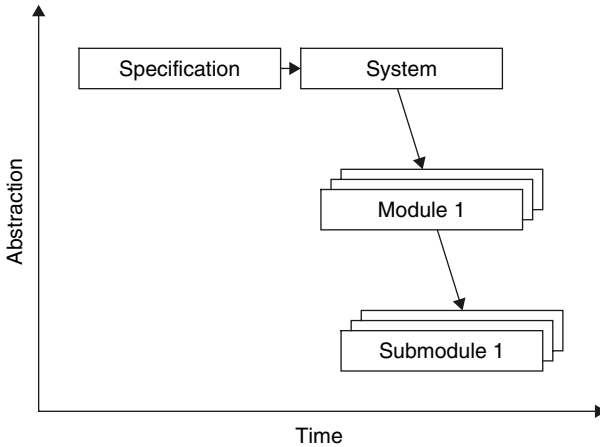 Specification
System
Abstraction
Module 1
Submodule 1
Time